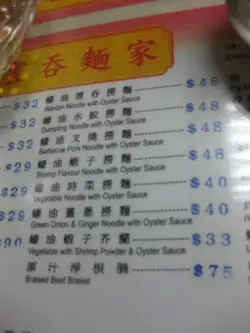 吞麵家
$32 蠔油雲吞撈麵 $48
Wanton Noodle with Oyster Sauce
$32 蠔油水餃撈麵 $48
Dumpling Noodle with Oyster Sauce
$32 蠔油叉燒撈麵 $48
Barbecue Pork Noodle with Oyster Sauce
$29 蠔油蝦子撈麵 $48
Shrimp Flavour Noodle with Oyster Sauce
$29 蠔油時菜撈麵 $40
Vegetable Noodle with Oyster Sauce
$29 蠔油薑蔥撈麵 $40
Green Onion & Ginger Noodle with Oyster Sauce
$90 蠔油蝦子芥蘭 $33
Vegetable with Shrimp Powder & Oyster Sauce
原汁淨根腩 $75
Braised Beef Brisket